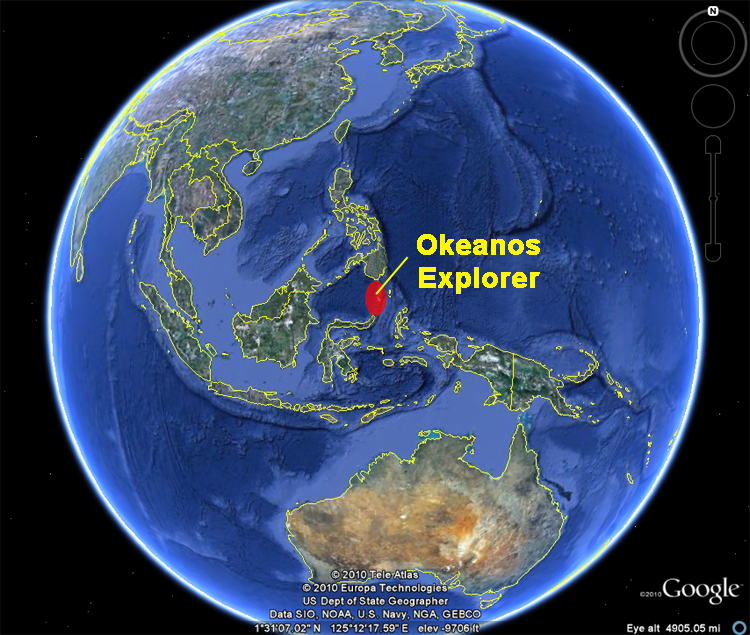 N
Okeanos
Explorer
© 2010 Tele Atlas
© 2010 Europa Technologies
US Dept of State Geographer
©2010 Google
Data SIO, NOAA, U.S. Navy, NGA, GEBCO
1°31'07.02" N 125°12'17.59" E elev -9706 ft
Eye alt 4905.05 mi